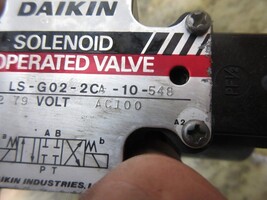 DAIKIN
SOLENOID
OPERATED VALVE
LS-G02-2CA-10-548
VOLT AC100
A2
a A B b
P T
DAIKIN INDUSTRIES,